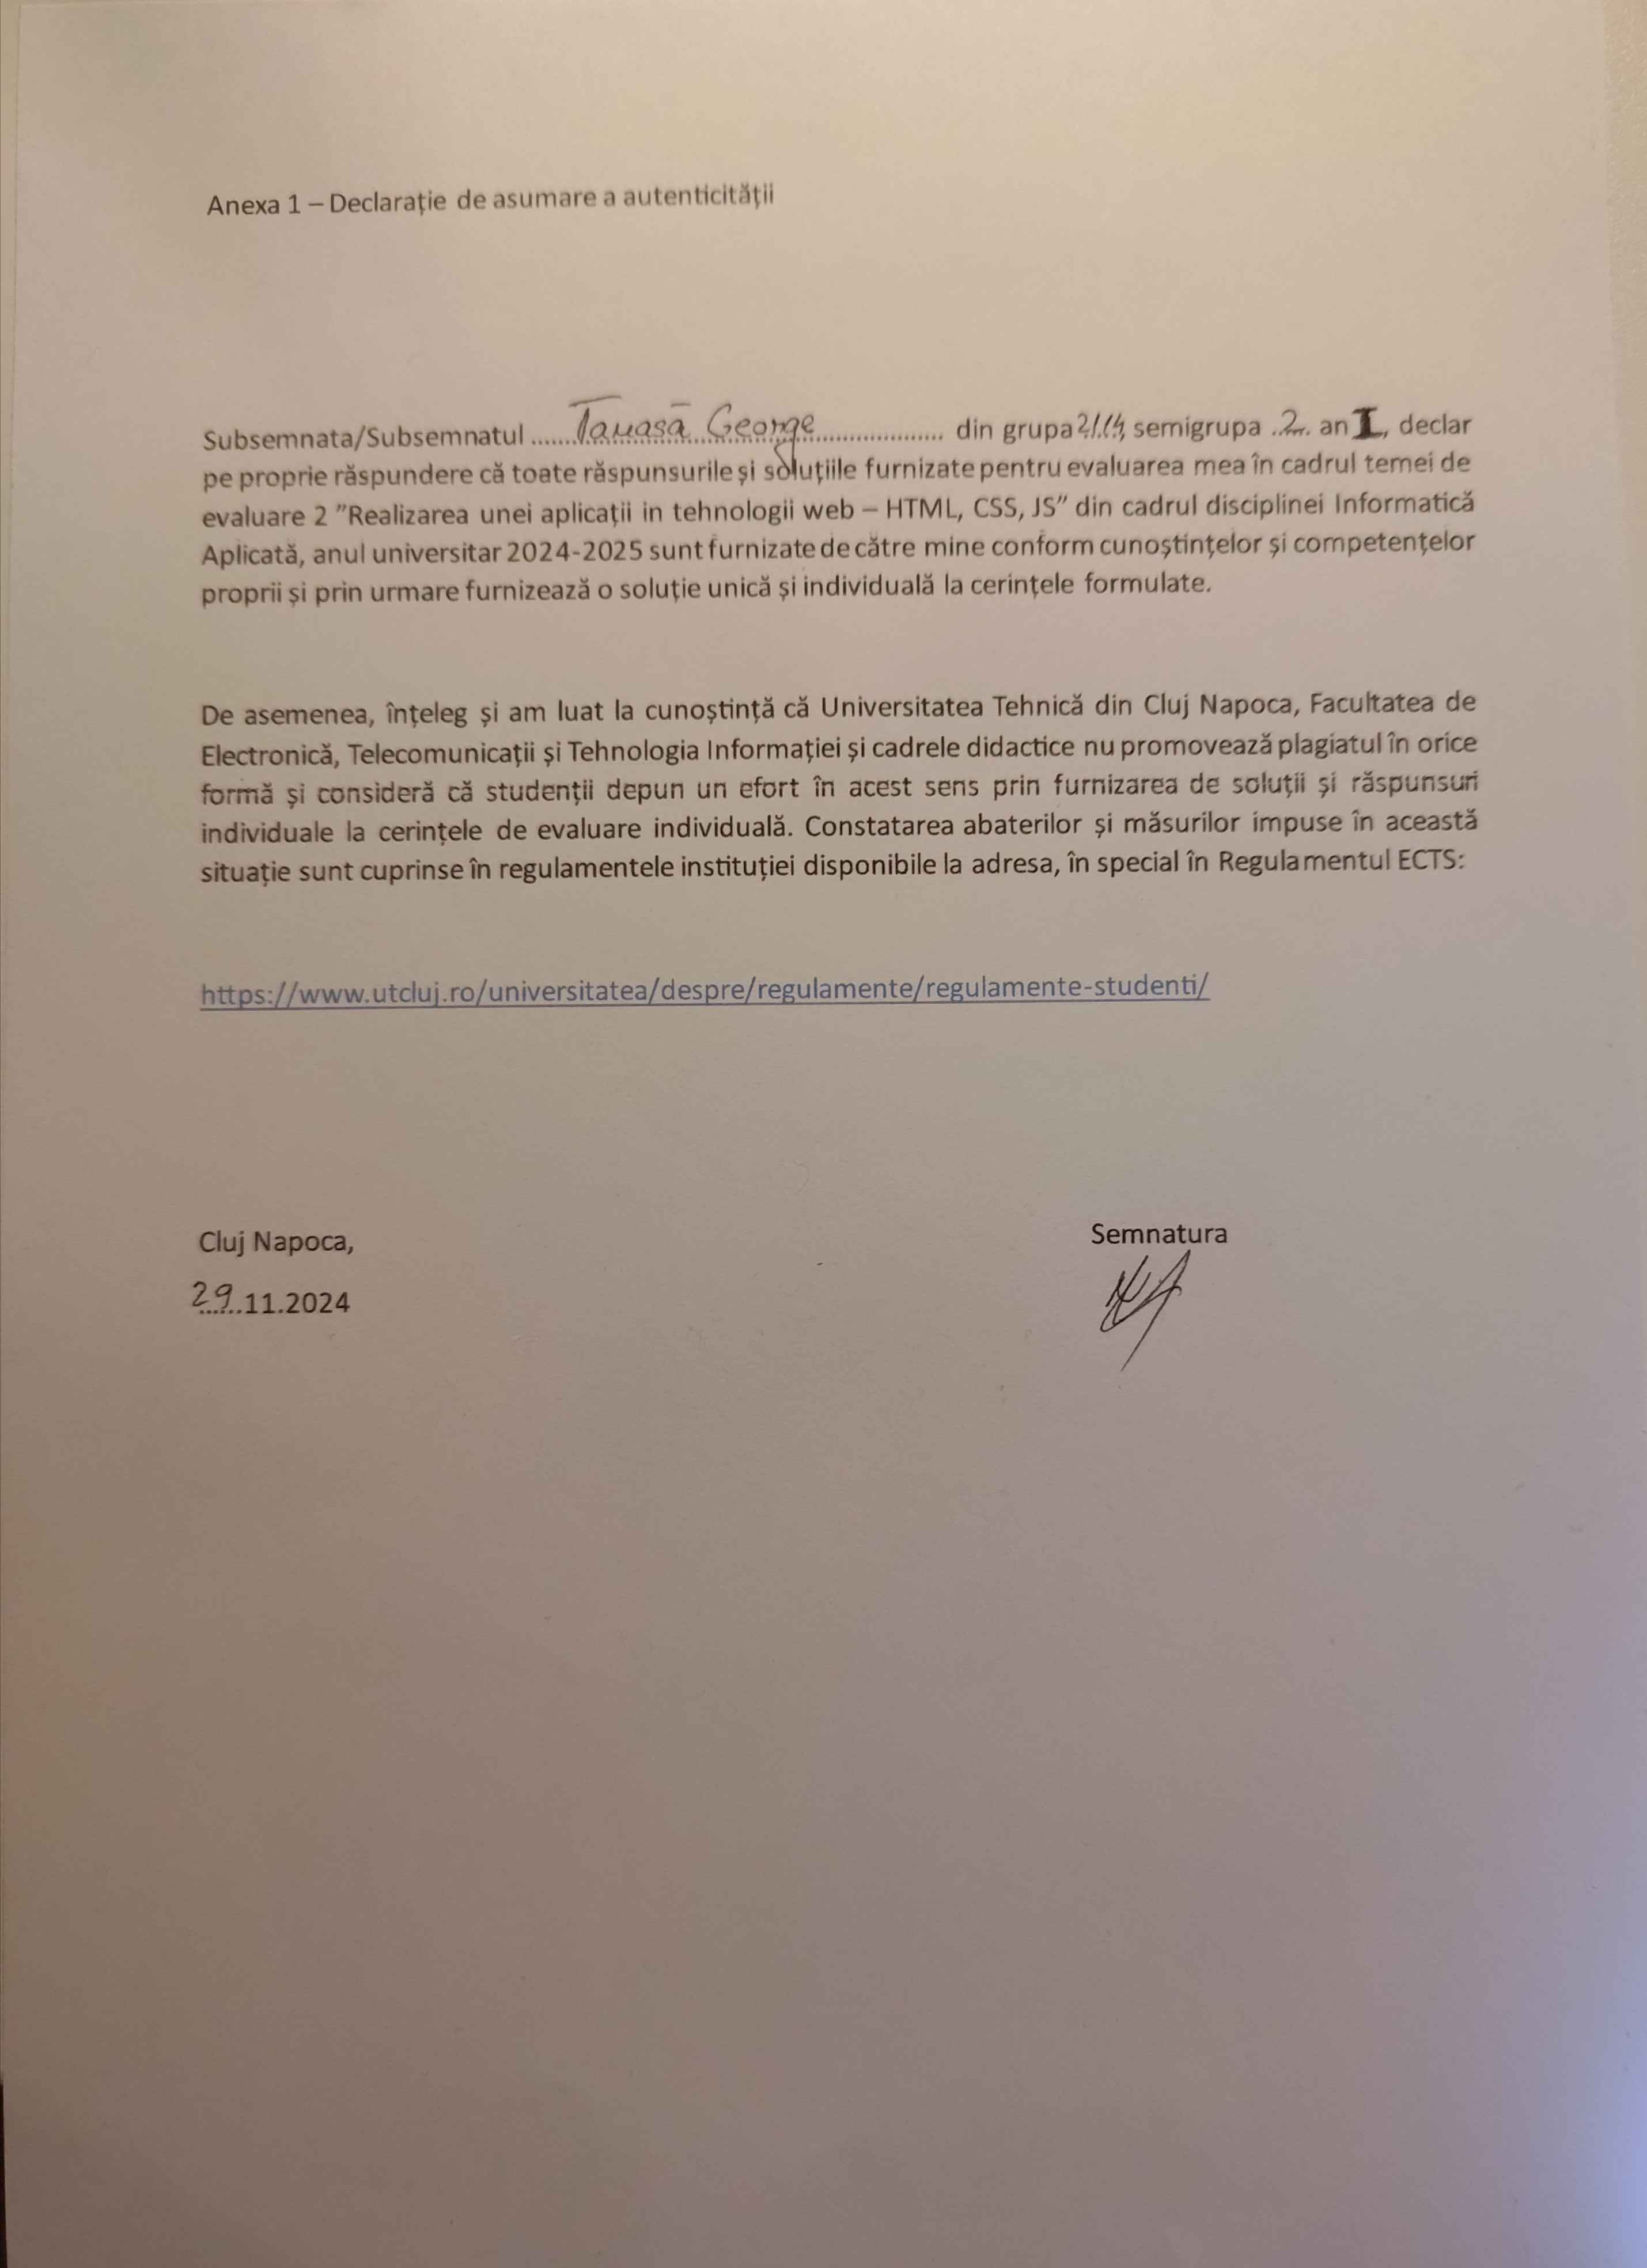 Anexa 1 – Declarație de asumare a autenticității
Subsemnata/Subsemnatul ....... Tanasă George .................... din grupa 2114, semigrupa ..2... an I, declar
pe proprie răspundere că toate răspunsurile și soluțiile furnizate pentru evaluarea mea în cadrul temei de
evaluare 2 ”Realizarea unei aplicații in tehnologii web – HTML, CSS, JS” din cadrul disciplinei Informatică
Aplicată, anul universitar 2024-2025 sunt furnizate de către mine conform cunoștințelor și competențelor
proprii și prin urmare furnizează o soluție unică și individuală la cerințele formulate.
De asemenea, înțeleg și am luat la cunoștință că Universitatea Tehnică din Cluj Napoca, Facultatea de
Electronică, Telecomunicații și Tehnologia Informației și cadrele didactice nu promovează plagiatul în orice
formă și consideră că studenții depun un efort în acest sens prin furnizarea de soluții și răspunsuri
individuale la cerințele de evaluare individuală. Constatarea abaterilor și măsurilor impuse în această
situație sunt cuprinse în regulamentele instituției disponibile la adresa, în special în Regulamentul ECTS:
https://www.utcluj.ro/universitatea/despre/regulamente/regulamente-studenti/
Cluj Napoca,
Semnatura
29.11.2024